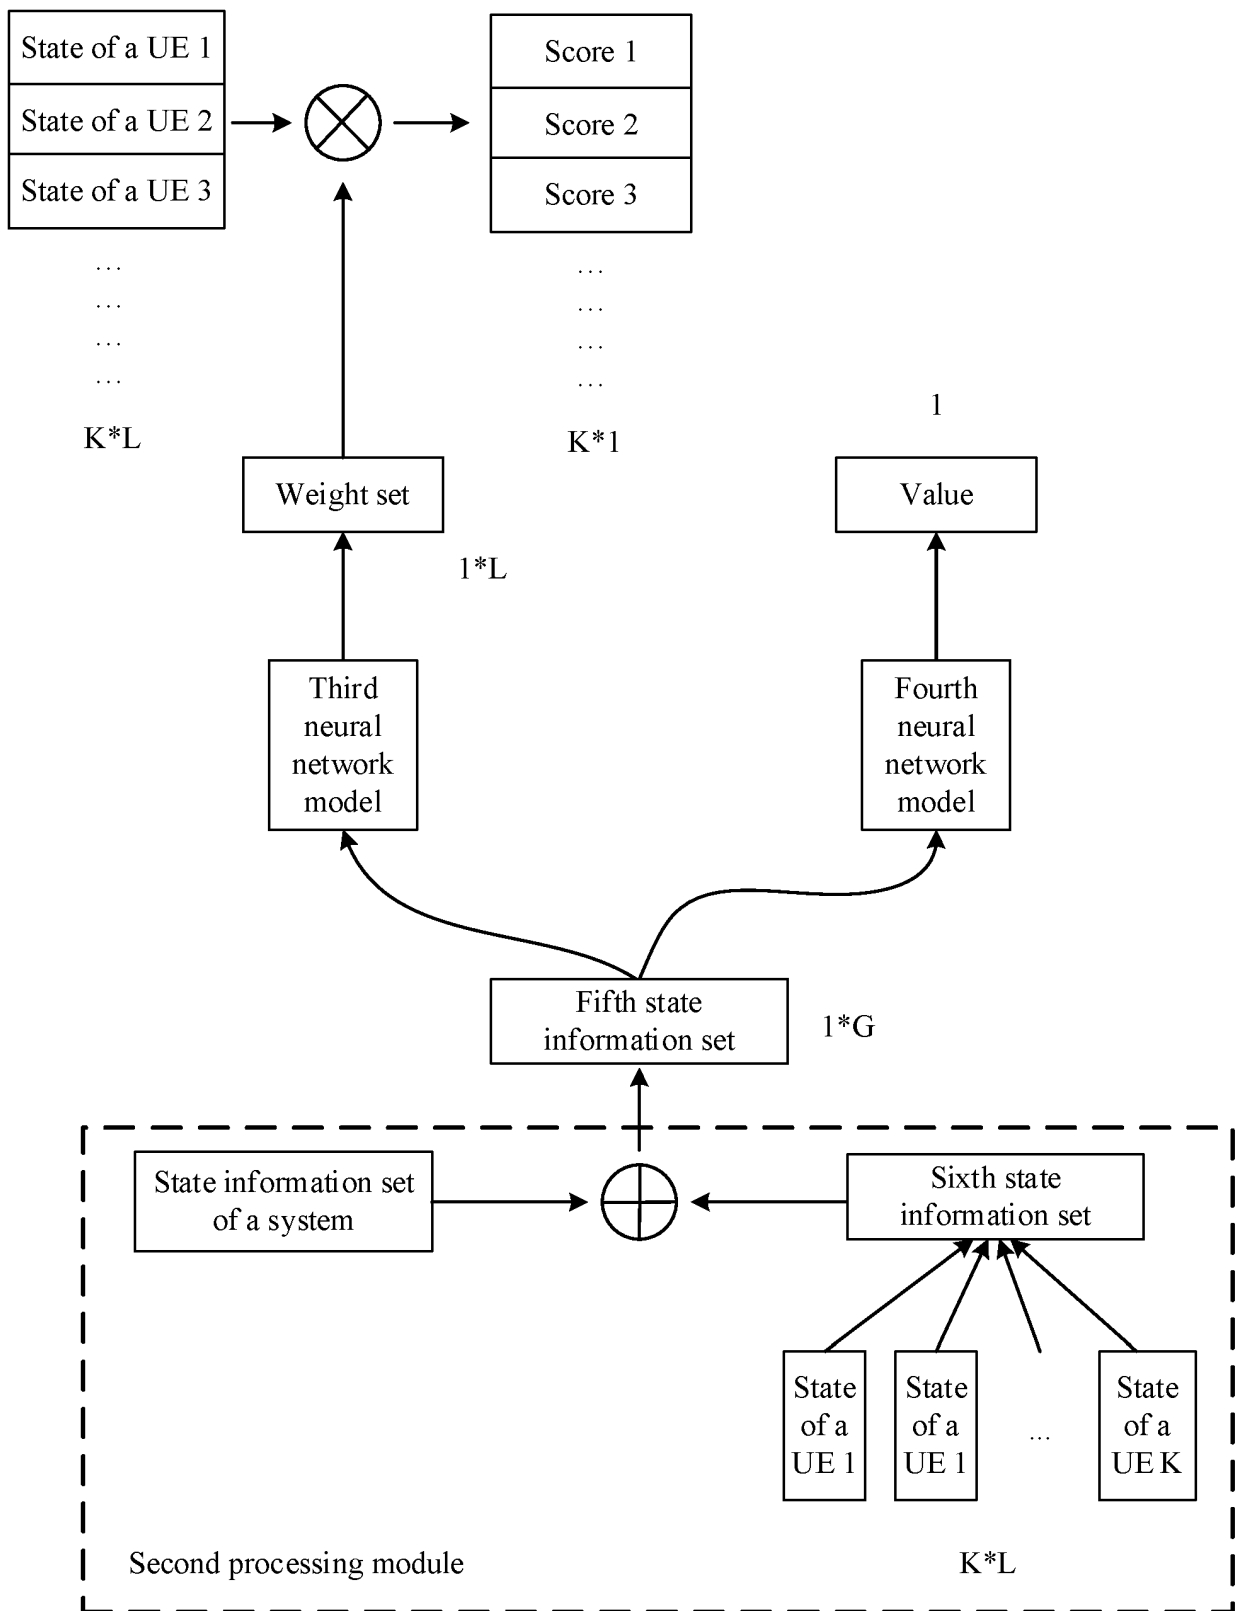 State of a UE 1
State of a UE 2
State of a UE 3
...
...
...
...
K*L
Score 1
Score 2
Score 3
...
...
...
...
K*1
1
Weight set
1*L
Value
Third
neural
network
model
Fourth
neural
network
model
Fifth state
information set
1*G
State information set
of a system
Sixth state
information set
State
of a
UE 1
State
of a
UE 1
...
State
of a
UE K
Second processing module
K*L